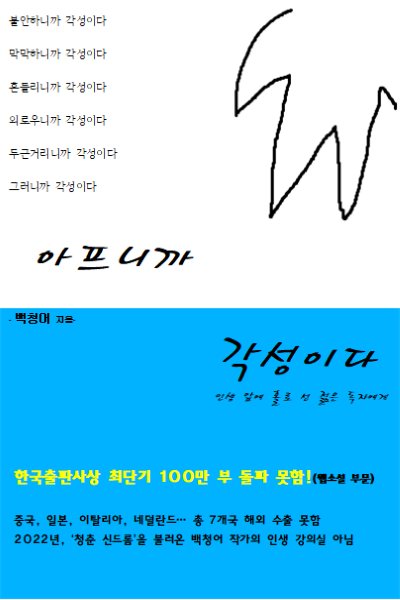 불안하니까 각성이다
막막하니까 각성이다
흔들리니까 각성이다
외로우니까 각성이다
두근거리니까 각성이다
그러니까 각성이다
아프니까
· 뻑청어 지음·
각성이다
인생 앞에 홀로 선 젊은 투자에게
한국출판사상 최단기 100만 부 돌파 못함!(웹소설 부문)
중국, 일본, 이탈리아, 네덜란드… 총 7개국 해외 수출 못함
2022년, '청춘 신드롬'을 불러온 백청어 작가의 인생 강의실 아님